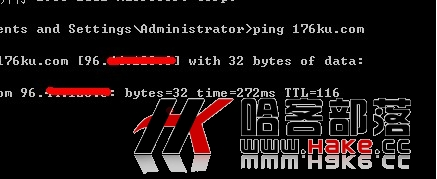 ents and Settings\Administrator>ping 176ku.com
176ku.com [96. with 32 bytes of data:
om 96. : bytes=32 time=272ms TTL=116
HK 哈客部落
www.Hake.cc